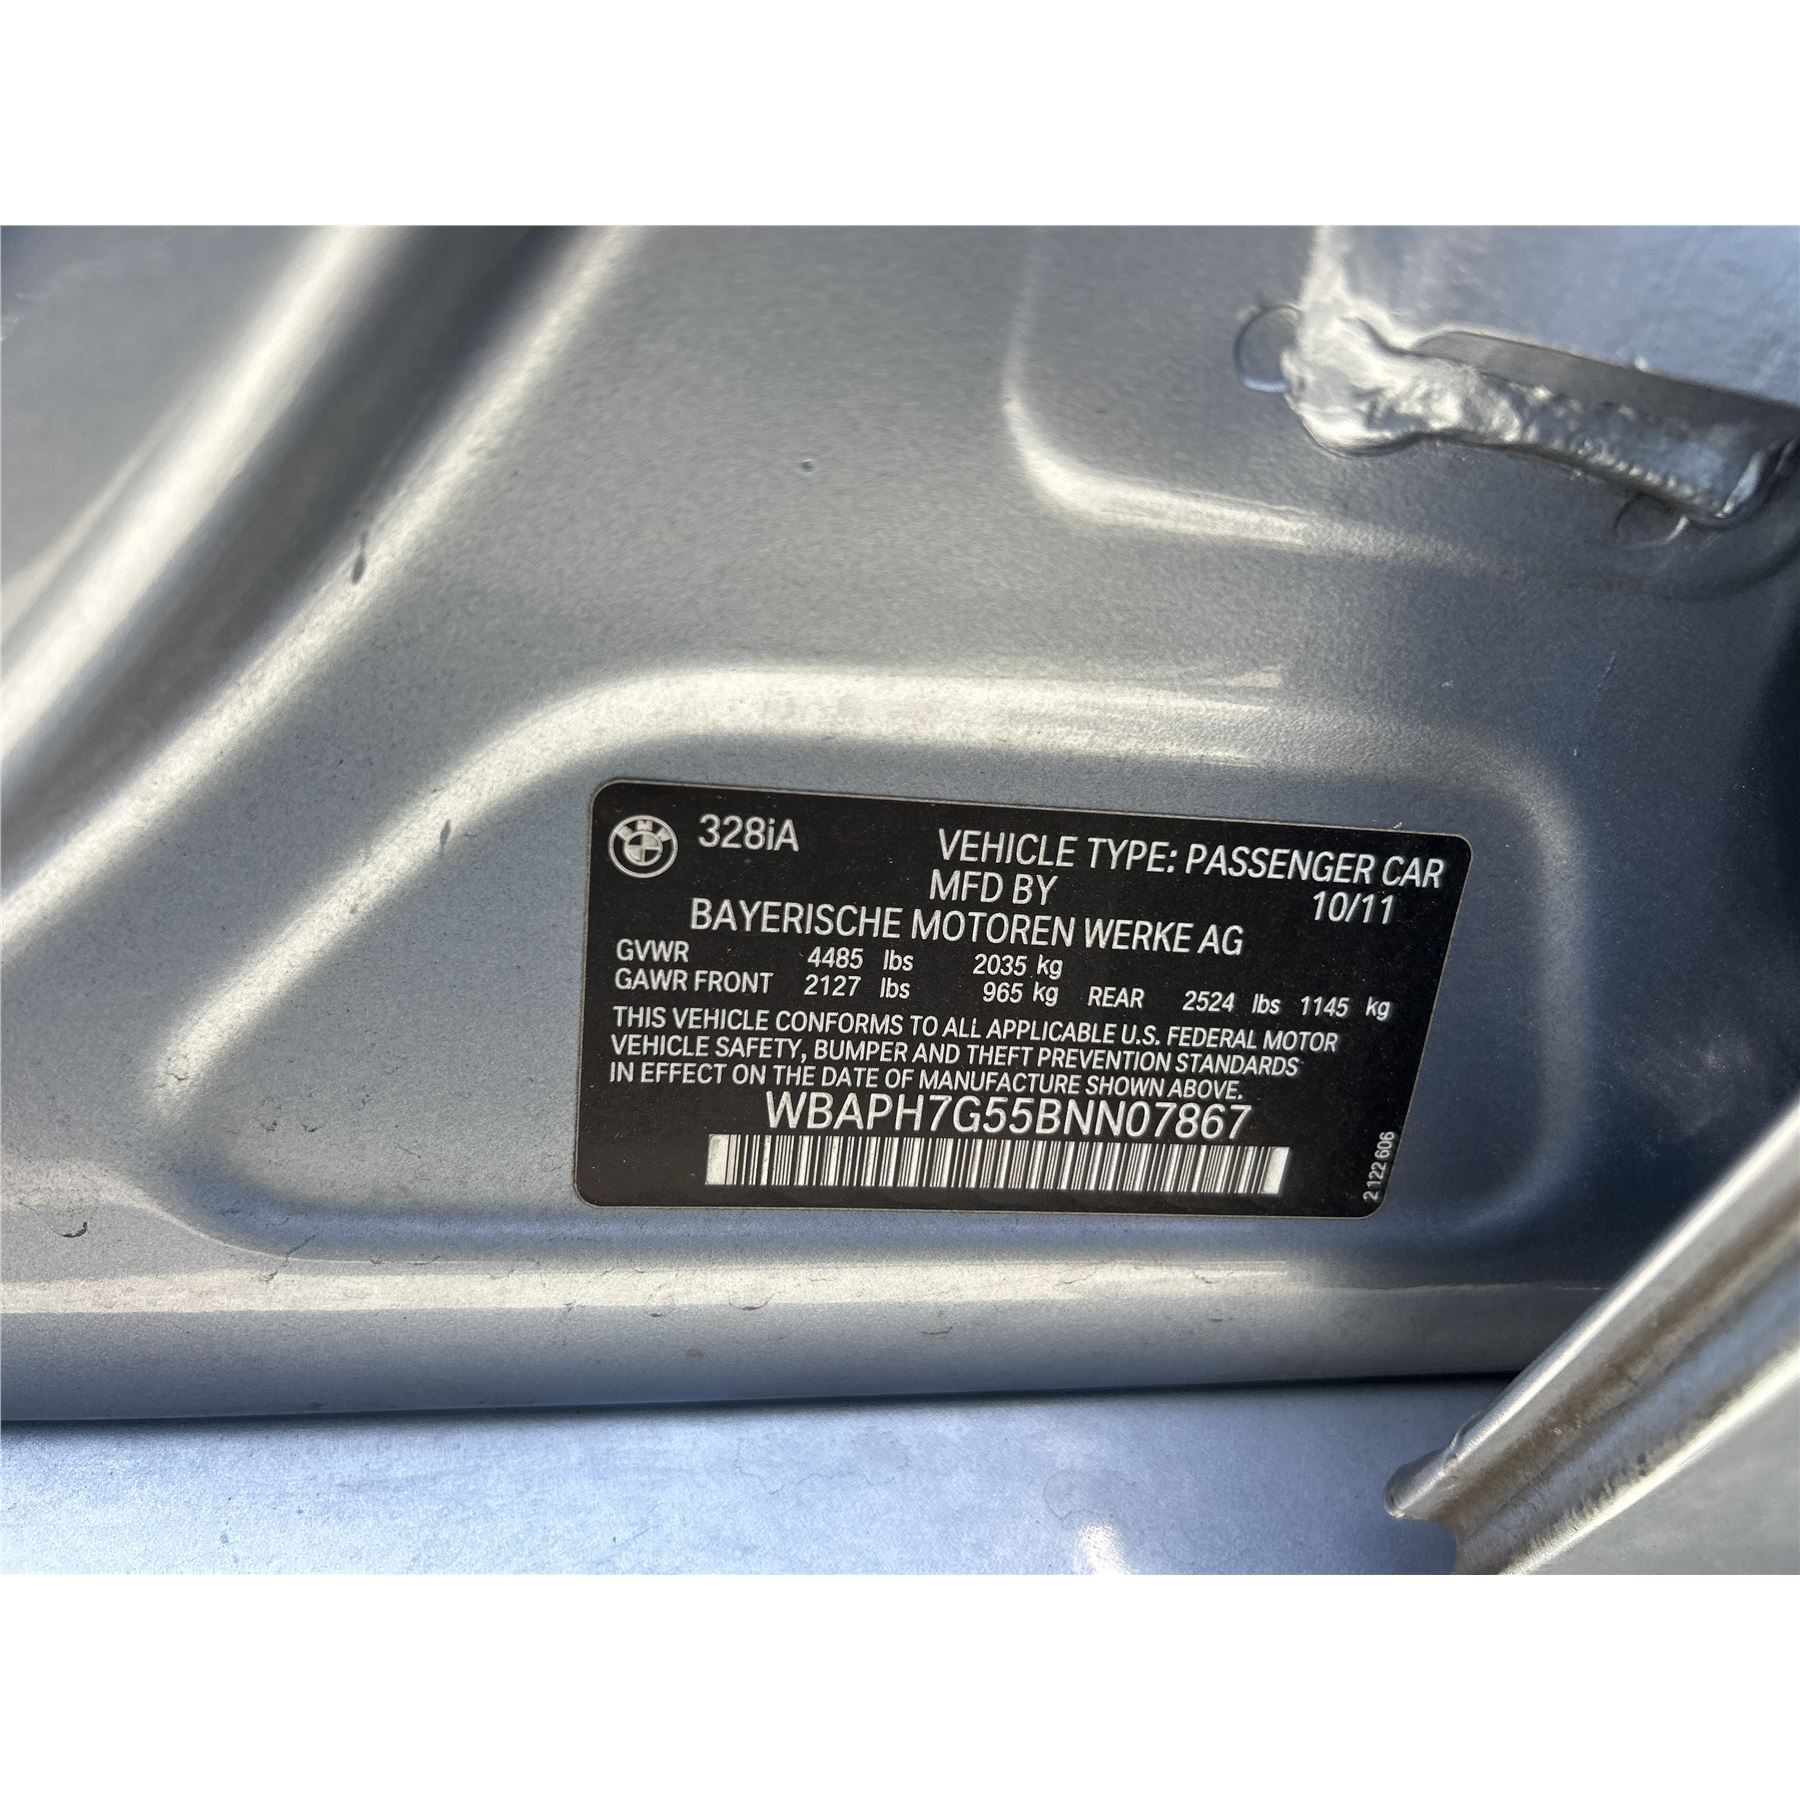 328iA VEHICLE TYPE: PASSENGER CAR
MFD BY 10/11
BAYERISCHE MOTOREN WERKE AG
GVWR 4485 lbs 2035 kg
GAWR FRONT 2127 lbs 965 kg REAR 2524 lbs 1145 kg
THIS VEHICLE CONFORMS TO ALL APPLICABLE U.S. FEDERAL MOTOR
VEHICLE SAFETY, BUMPER AND THEFT PREVENTION STANDARDS
IN EFFECT ON THE DATE OF MANUFACTURE SHOWN ABOVE.
WBAPH7G55BNN07867
2 122 606